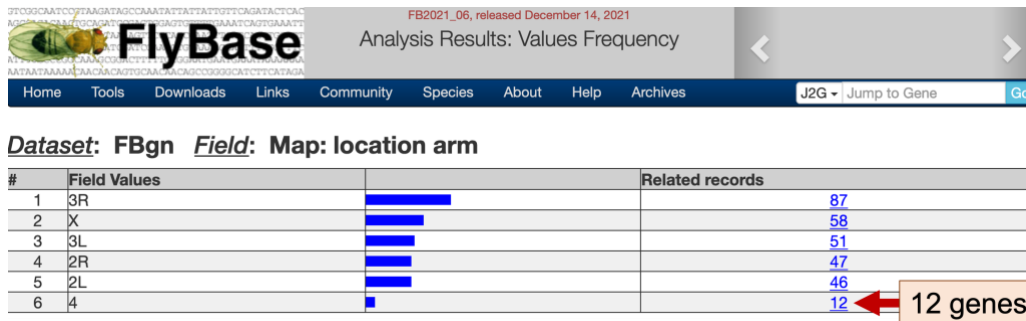 FB2021_06, released December 14, 2021
FlyBase
Analysis Results: Values Frequency
Home Tools Downloads Links Community Species About Help Archives J2G Jump to Gene Go
Dataset: FBgn Field: Map: location arm
# Field Values Related records
1 3R 87
2 X 58
3 3L 51
4 2R 47
5 2L 46
6 4 12
12 genes